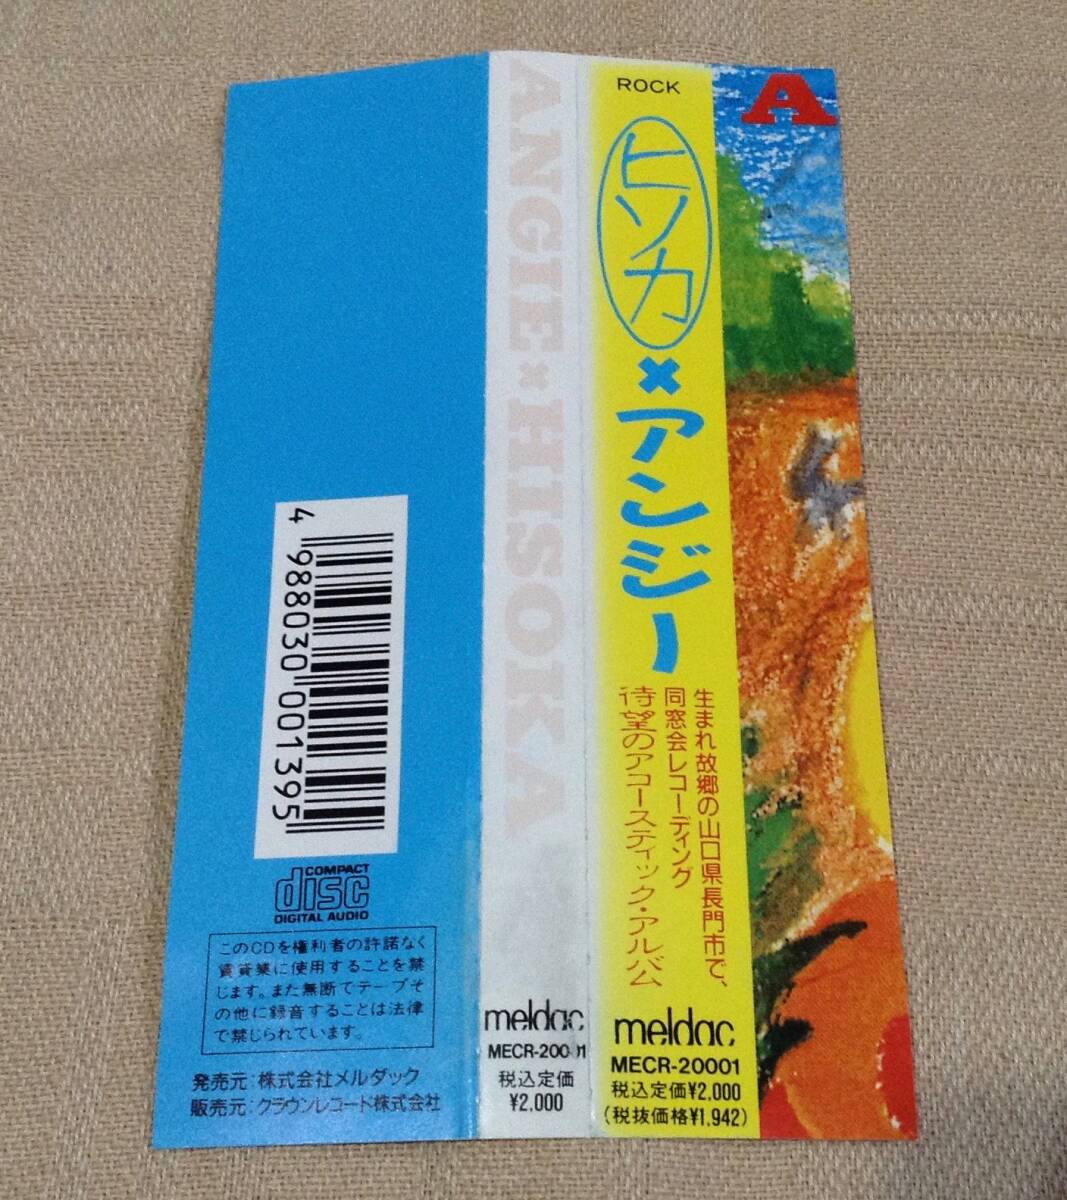 4 988030 001395
COMPACT
disc
DIGITAL AUDIO
このCDを権利者の許諾なく
賃貸業に使用することを禁
じます。また無断でテープそ
の他に録音することは法律
で禁じられています。
発売元:株式会社メルダック
販売元:クラウンレコード株式会社
ANGIE×HISOKA
meldac
MECR-20001
税込定価
¥2,000
ROCK
ヒソカ
×
アンジー
生まれ故郷の山口県長門市で、
同窓会レコーディング
待望のアコースティック・アルバム
meldac
MECR-20001
税込定価¥2,000
(税抜価格¥1,942)
A